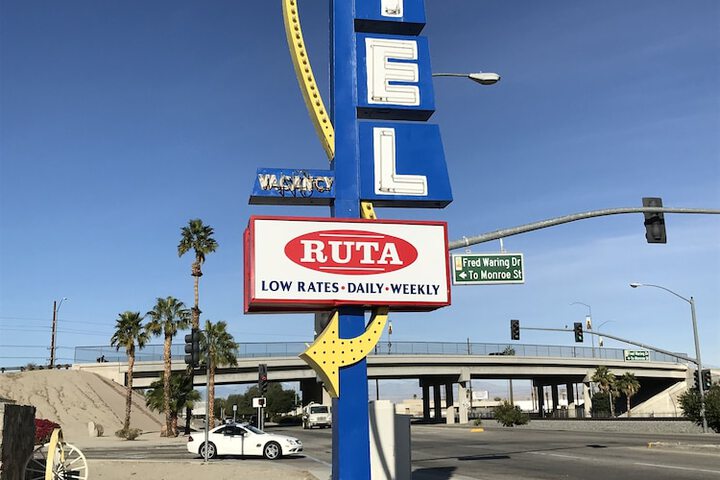 E
L
VACANCY
RUTA
LOW RATES · DAILY · WEEKLY
Fred Waring Dr
← To Monroe St